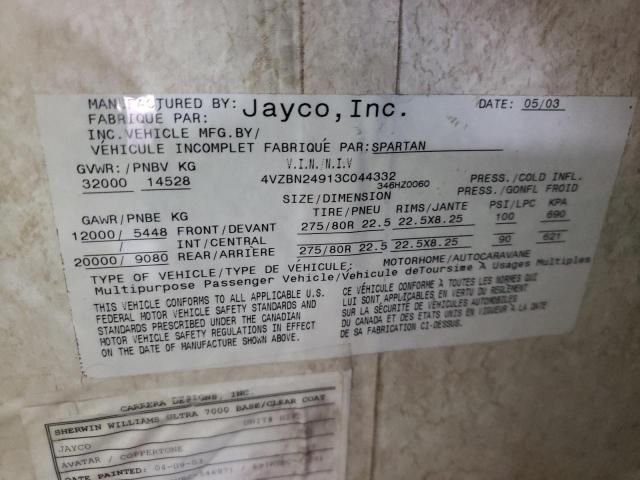 MANUFACTURED BY: Jayco, Inc. DATE: 05/03
FABRIQUÉ PAR:
INC. VEHICLE MFG. BY/
VÉHICULE INCOMPLET FABRIQUÉ PAR: SPARTAN
GVWR: /PNBV KG V.I.N./N.I.V
32000 14528 4VZBN24913C044332
346HZ0060
SIZE/DIMENSION PRESS./COLD INFL.
GAWR/PNBE KG TIRE/PNEU RIMS/JANTE PRESS./GONFL FROID
PSI/LPC KPA
12000/ 5448 FRONT/DEVANT 275/80R 22.5 22.5X8.25 100 690
/ INT/CENTRAL
20000/ 9080 REAR/ARRIERE 275/80R 22.5 22.5X8.25 90 621
TYPE OF VEHICLE/TYPE DE VÉHICULE: MOTORHOME/AUTOCARAVANE
Multipurpose Passenger Vehicle/Véhicule deToursime A Usages Multiples
THIS VEHICLE CONFORMS TO ALL APPLICABLE U.S.
FEDERAL MOTOR VEHICLE SAFETY STANDARDS AND
STANDARDS PRESCRIBED UNDER THE CANADIAN
MOTOR VEHICLE SAFETY REGULATIONS IN EFFECT
ON THE DATE OF MANUFACTURE SHOWN ABOVE.
CE VÉHICULE CONFORME À TOUTES LES NORMES QUI
LUI SONT APPLICABLES EN VERTU DU RÈGLEMENT
SUR LA SÉCURITÉ DE VÉHICULES AUTOMOBILES
DU CANADA ET DES ÉTATS UNIS EN VIGUEUR À LA DATE
DE SA FABRICATION CI-DESSUS.
CARRERA DESIGNS, INC.
SHERWIN WILLIAMS ULTRA 7000 BASE/CLEAR COAT
JAYCO UNIT#
AVATAR / COPPERTONE
DATE PAINTED: 04-09-03